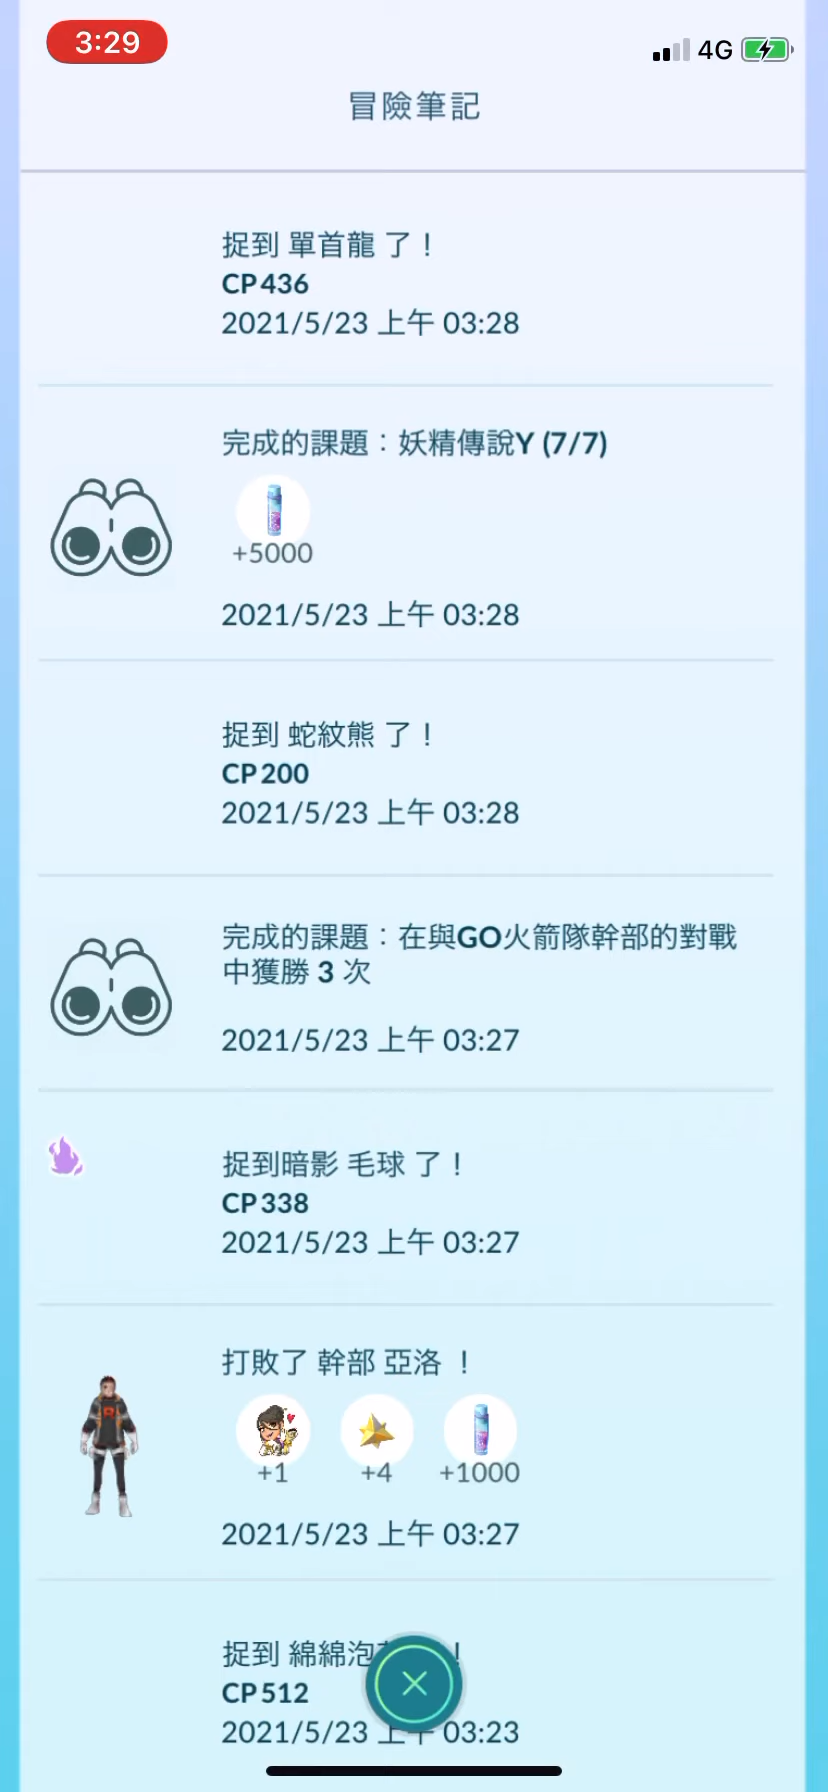 3:29
4G
冒險筆記
捉到 單首龍 了！
CP436
2021/5/23 上午 03:28
完成的課題：妖精傳說Y (7/7)
+5000
2021/5/23 上午 03:28
捉到 蛇紋熊 了！
CP200
2021/5/23 上午 03:28
完成的課題：在與GO火箭隊幹部的對戰
中獲勝 3 次
2021/5/23 上午 03:27
捉到暗影 毛球 了！
CP338
2021/5/23 上午 03:27
打敗了 幹部 亞洛 ！
+1 +4 +1000
2021/5/23 上午 03:27
捉到 綿綿泡 ！
CP512
2021/5/23 上午 03:23